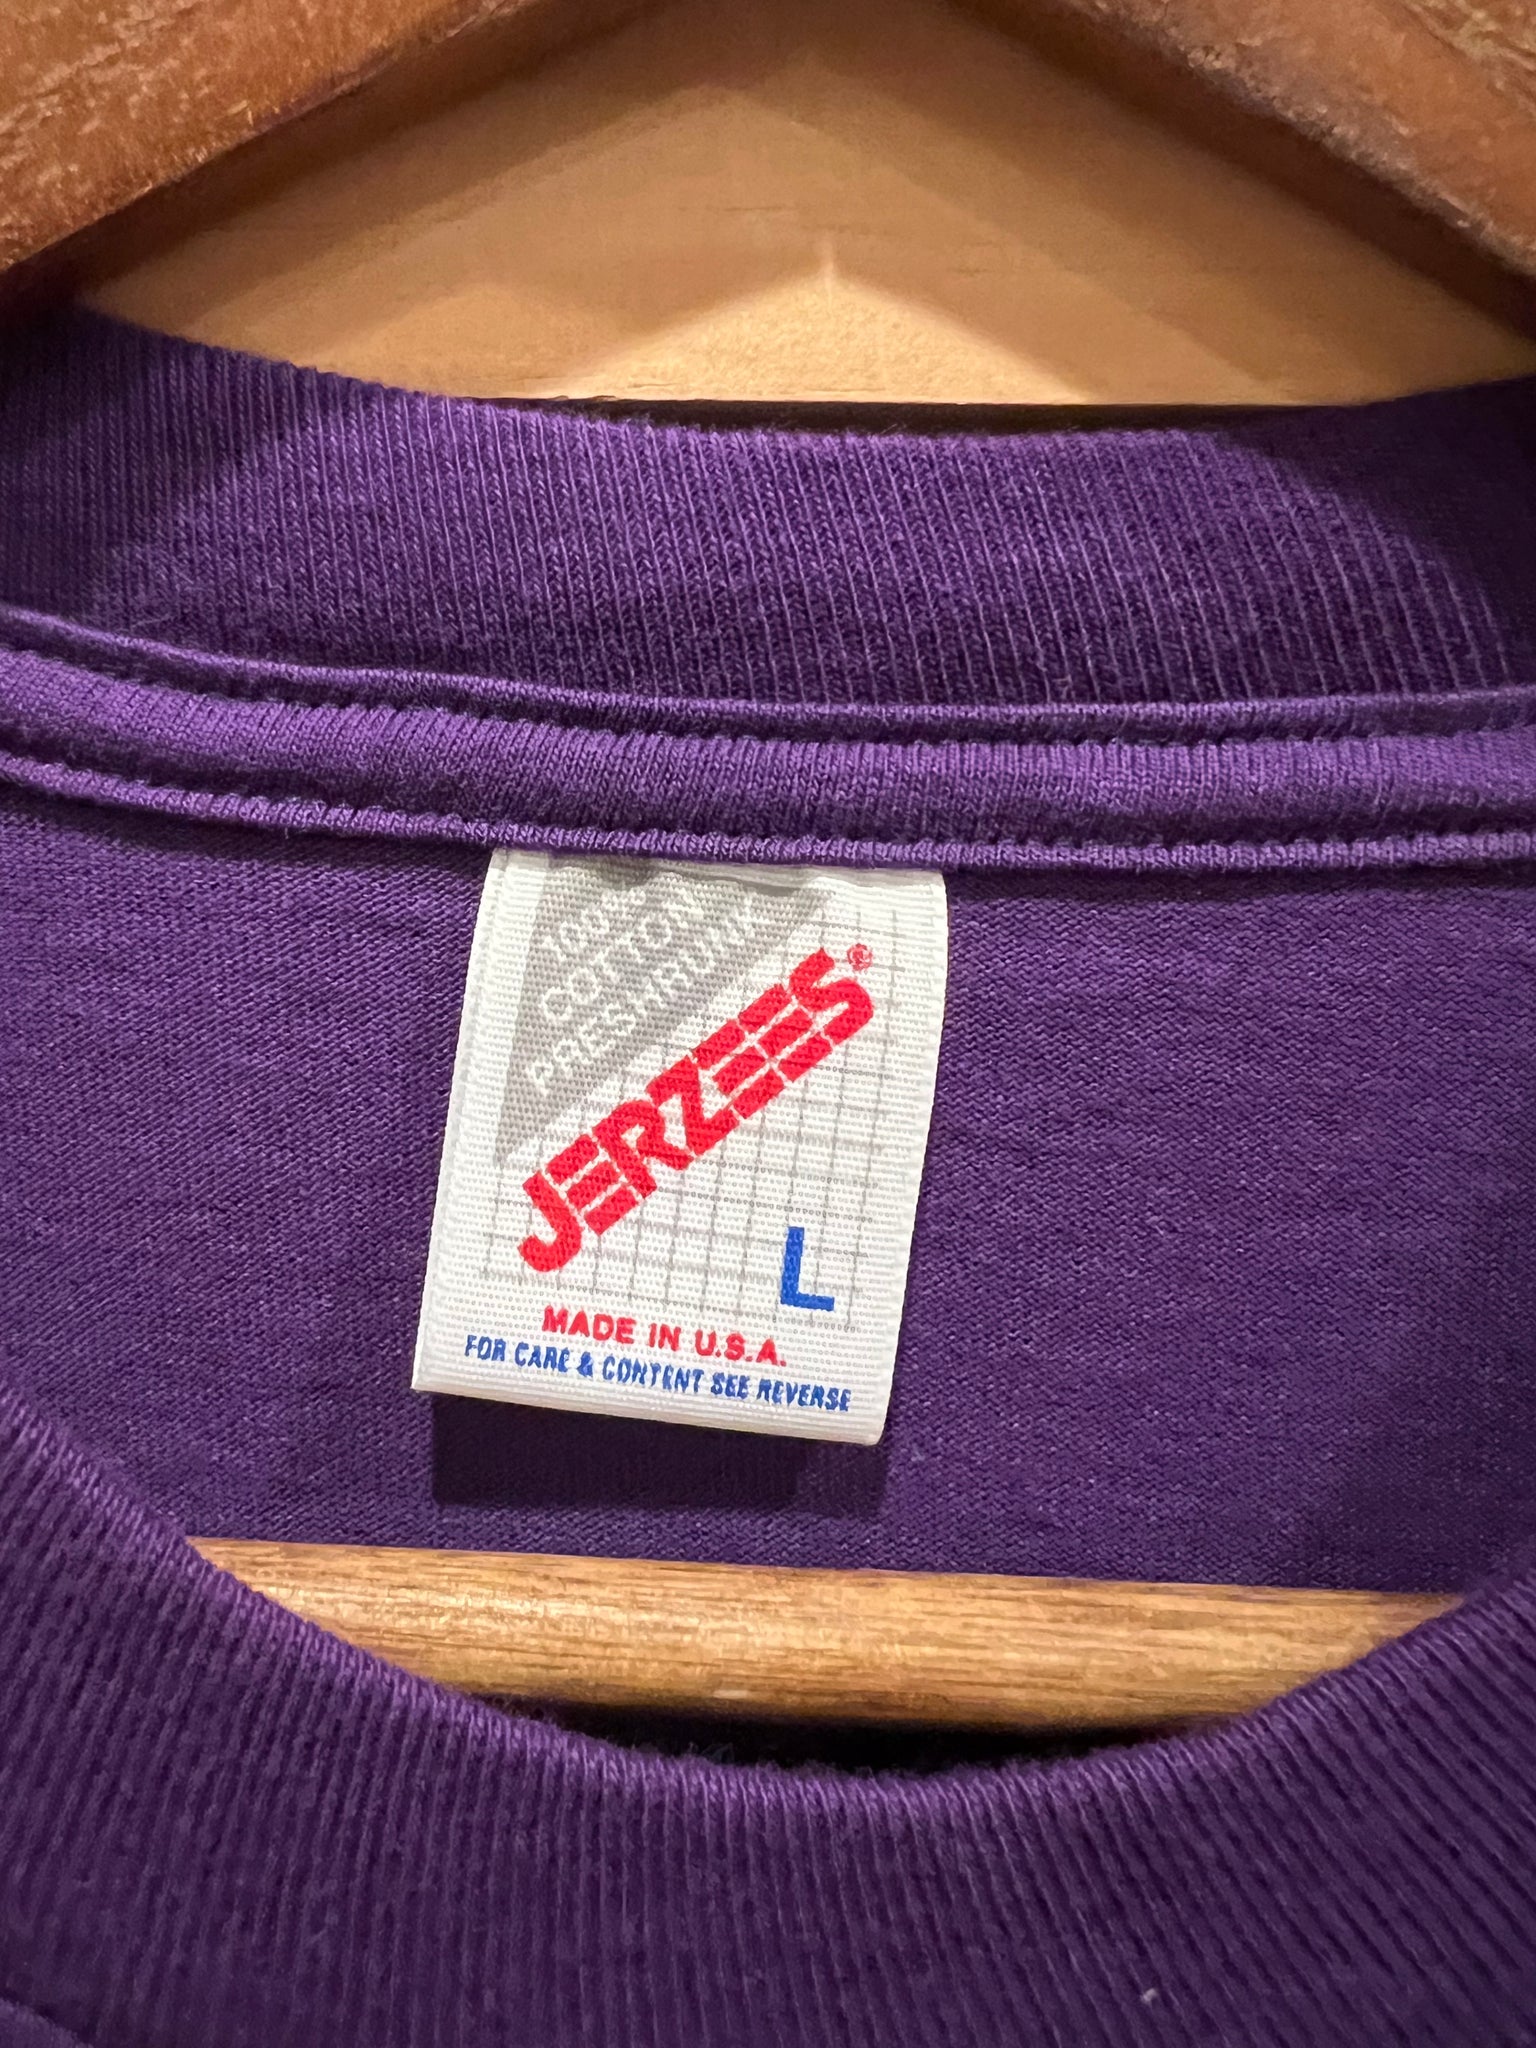 100%
COTTON
PRESHRUNK
JERZEES®
L
MADE IN U.S.A.
FOR CARE & CONTENT SEE REVERSE